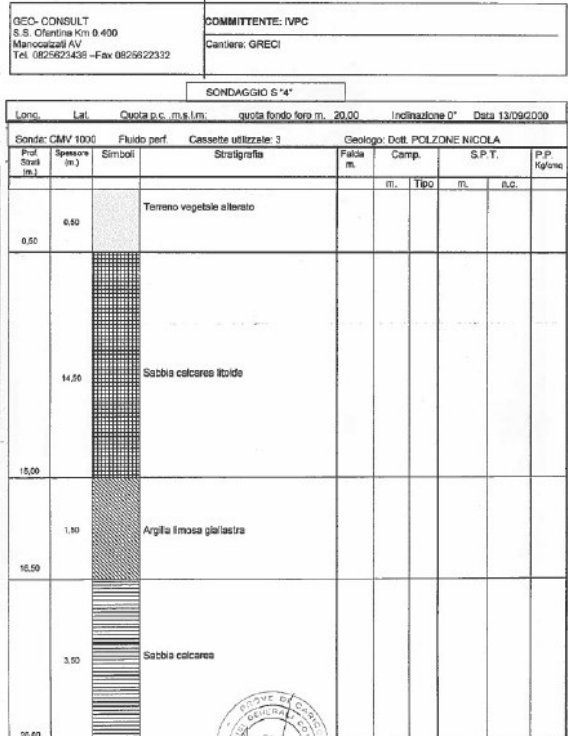 GEO- CONSULT
S.S. Ofantina Km 0.400
Manocalzati AV
Tel. 0825623438 –Fax 0825622332
COMMITTENTE: IVPC
Cantiere: GRECI
SONDAGGIO S "4"
Long. Lat. Quota p.c. .m.s.l.m: quota fondo foro m. 20,00 Inclinazione 0° Data 13/09/2000
Sonda: CMV 1000 Fluido perf. Cassette utilizzate: 3 Geologo: Dott. POLZONE NICOLA
Prof. Strati (m.) Spessore (m.) Simboli Stratigrafia Falda m. Camp. S.P.T. P.P. Kg/cmq
m. Tipo m. n.c.
Terreno vegetale alterato
0,50
0,50
Sabbia calcarea litoide
14,50
15,00
1,50 Argilla limosa giallastra
16,50
3,50 Sabbia calcarea
PROVE DI CARICO
GENERALI